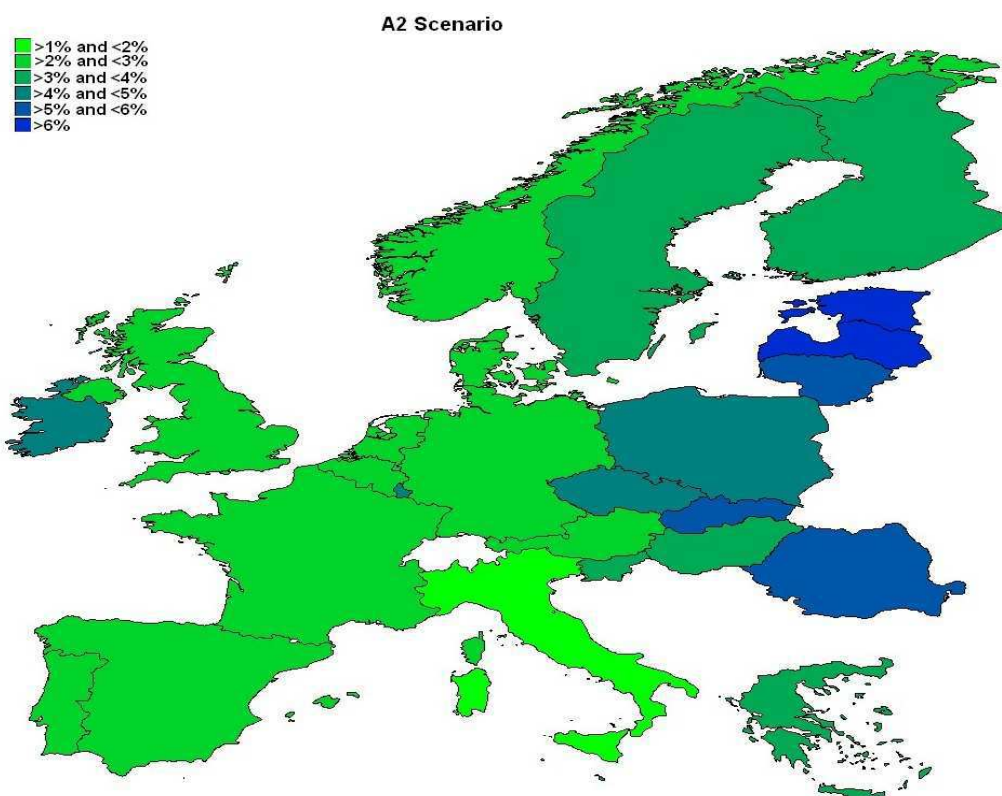 A2 Scenario
>1% and <2%
>2% and <3%
>3% and <4%
>4% and <5%
>5% and <6%
>6%